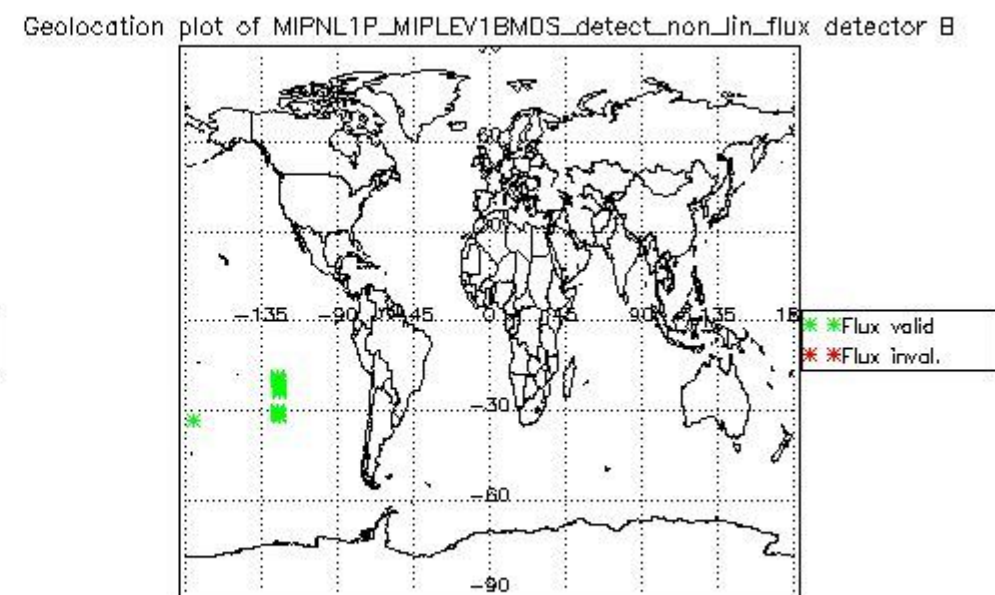 Geolocation plot of MIPNL1P_MIPLEV1BMDS_detect_non_lin_flux detector B
60
-135 -90 -45 0 45 90 135 18
Flux valid
Flux inval.
-30
-60
-90